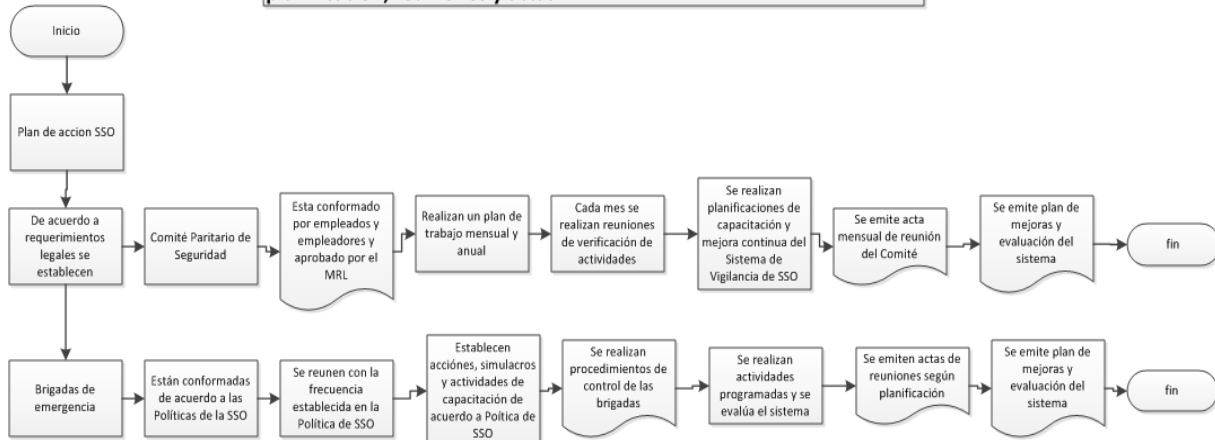 Inicio
Plan de accion SSO
De acuerdo a
requerimientos
legales se
establecen
Comité Paritario de
Seguridad
Esta conformado
por empleados y
empleadores y
aprobado por el
MRL
Realizan un plan de
trabajo mensual y
anual
Cada mes se
realizan reuniones
de verificación de
actividades
Se realizan
planificaciones de
capacitación y
mejora continua del
Sistema de
Vigilancia de SSO
Se emite acta
mensual de reunión
del Comité
Se emite plan de
mejoras y
evaluación del
sistema
fin
Brigadas de
emergencia
Están conformadas
de acuerdo a las
Políticas de la SSO
Se reunen con la
frecuencia
establecida en la
Política de SSO
Establecen
acciónes, simulacros
y actividades de
capacitación de
acuerdo a Poítica de
SSO
Se realizan
procedimientos de
control de las
brigadas
Se realizan
actividades
programadas y se
evalúa el sistema
Se emiten actas de
reuniones según
planificación
Se emite plan de
mejoras y
evaluación del
sistema
fin